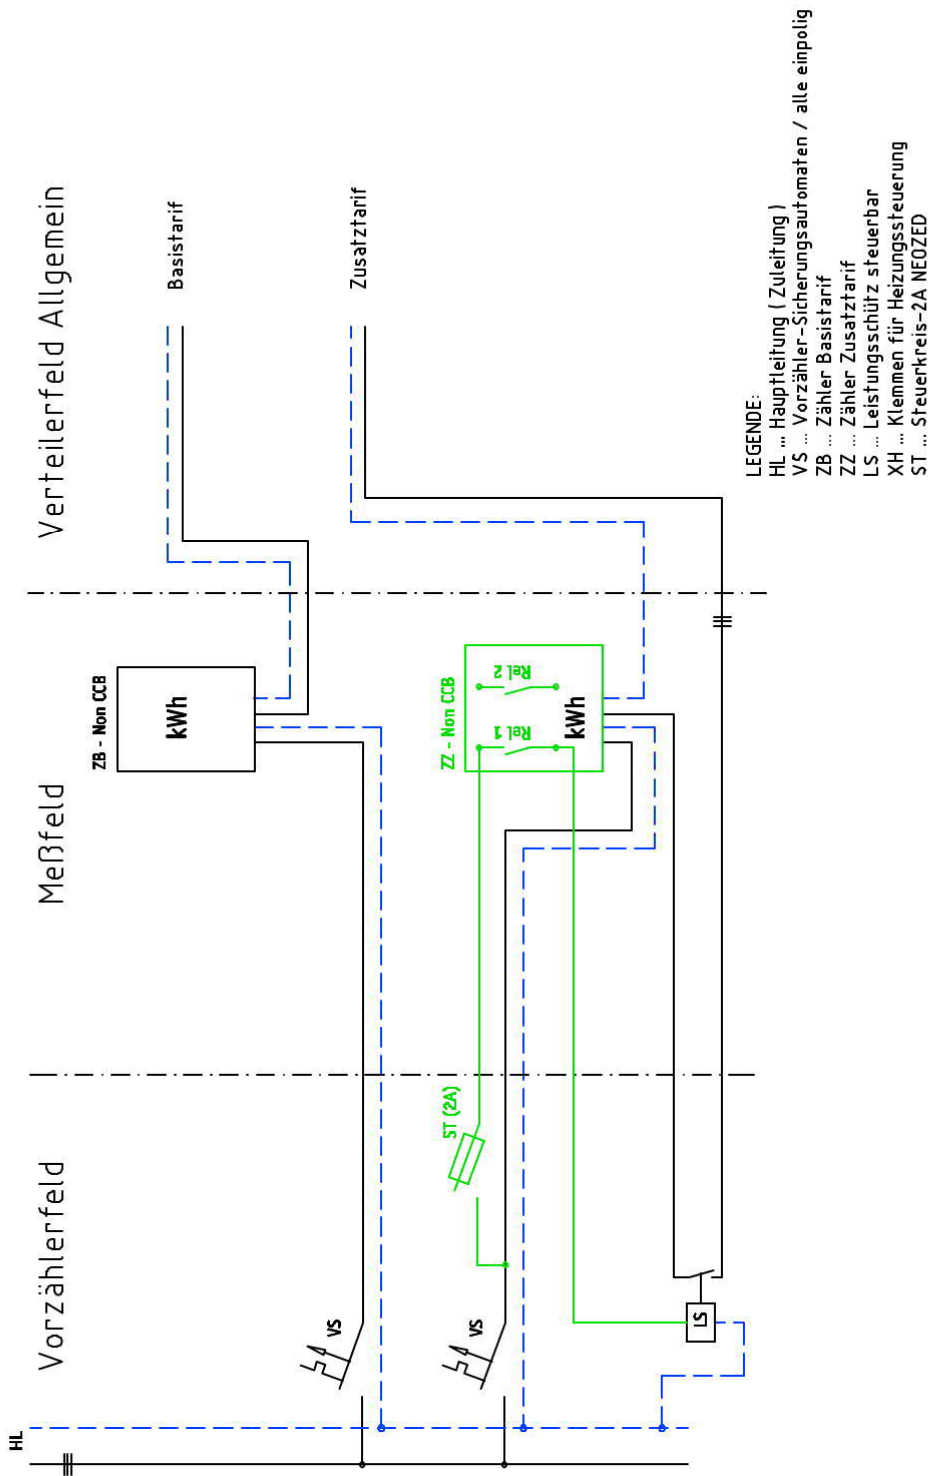 HL
Vorzählerfeld
Meßfeld
Verteilerfeld Allgemein
ZB - Non CCB
kWh
Basistarif
VS
ST (2A)
ZZ - Non CCB
Rel 1
Rel 2
kWh
Zusatztarif
VS
LS
LEGENDE:
HL ... Hauptleitung ( Zuleitung )
VS ... Vorzähler-Sicherungsautomaten / alle einpolig
ZB ... Zähler Basistarif
ZZ ... Zähler Zusatztarif
LS ... Leistungsschütz steuerbar
XH ... Klemmen für Heizungssteuerung
ST ... Steuerkreis-2A NEOZED